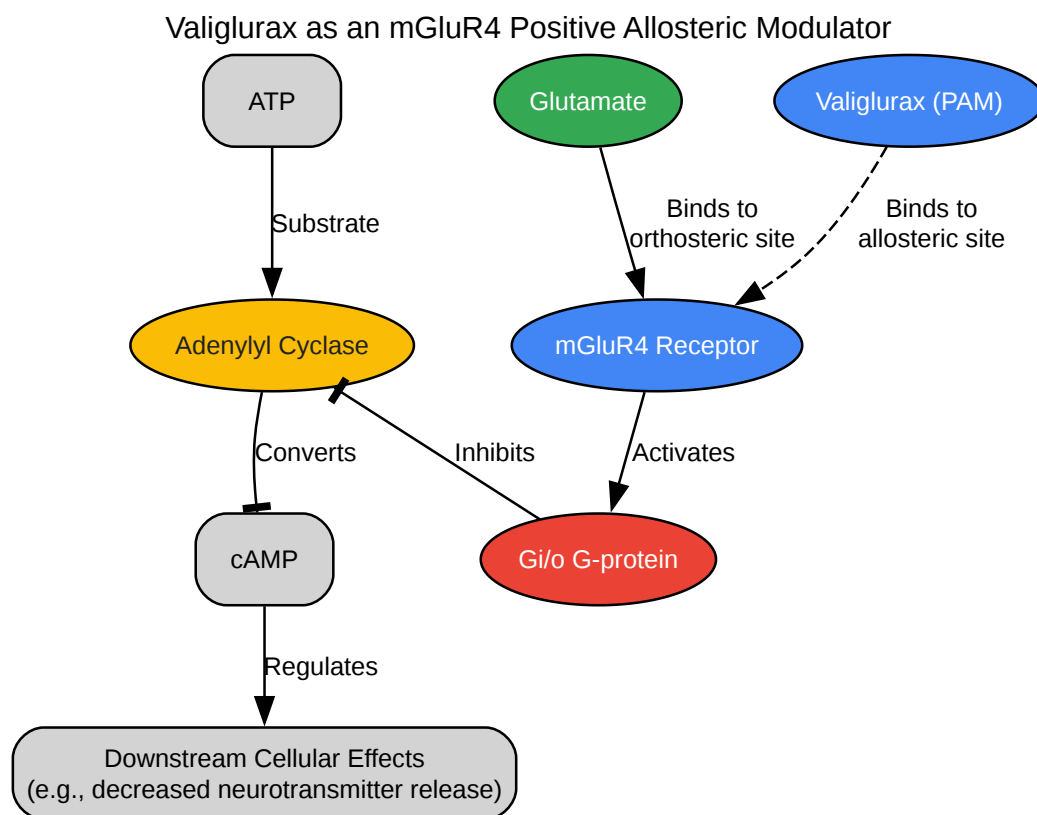 Valiglurax as an mGluR4 Positive Allosteric Modulator
ATP
Glutamate
Valiglurax (PAM)
Substrate
Binds to
orthosteric site
Binds to
allosteric site
Adenylyl Cyclase
mGluR4 Receptor
Converts
Inhibits
Activates
cAMP
Gi/o G-protein
Regulates
Downstream Cellular Effects
(e.g., decreased neurotransmitter release)